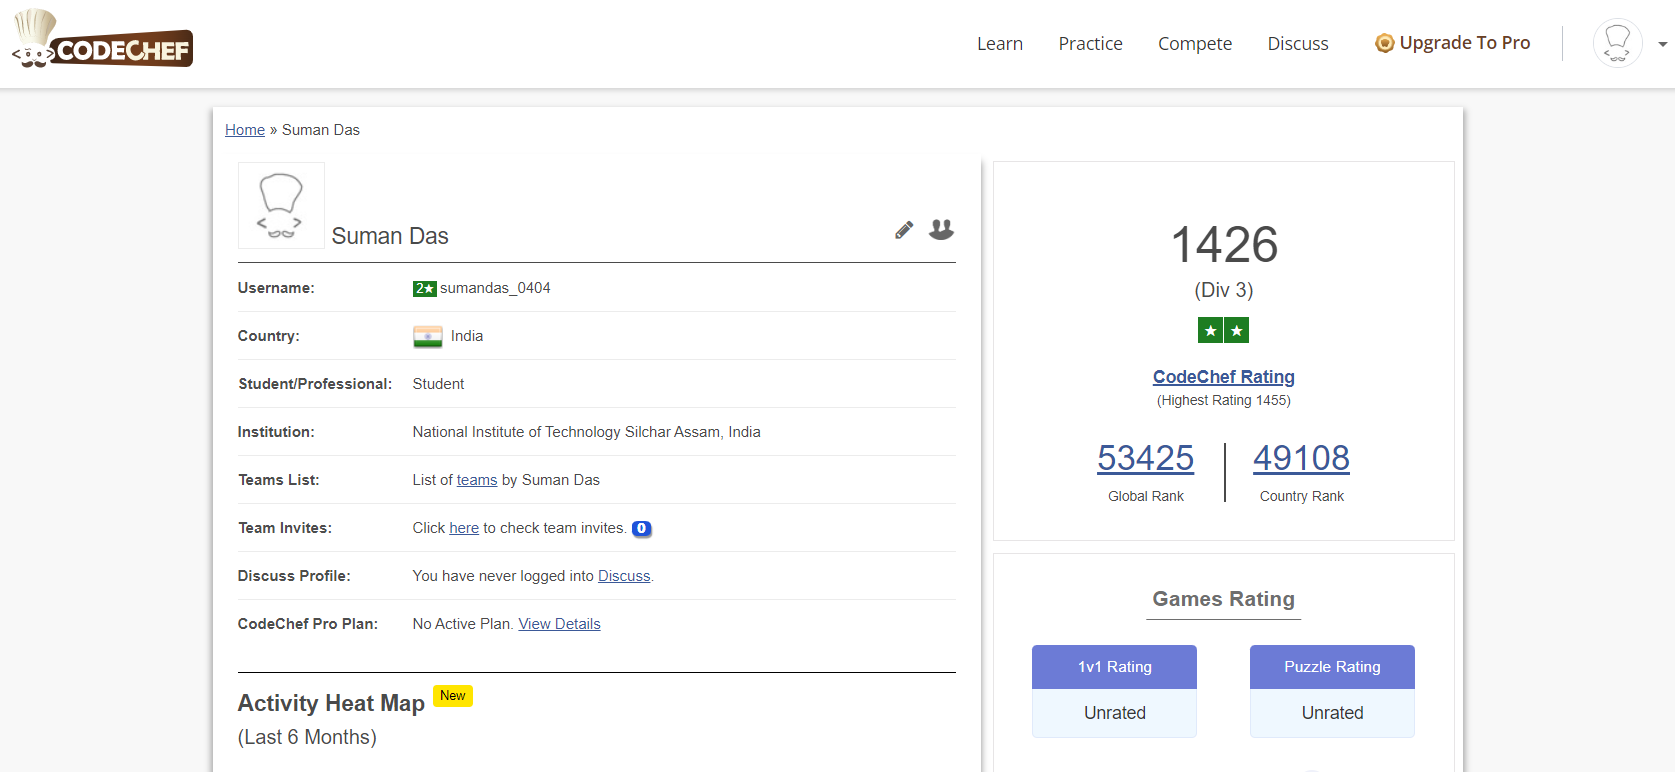 CODECHEF
Learn Practice Compete Discuss Upgrade To Pro
Home » Suman Das
Suman Das
Username: 2★ sumandas_0404
Country: India
Student/Professional: Student
Institution: National Institute of Technology Silchar Assam, India
Teams List: List of teams by Suman Das
Team Invites: Click here to check team invites. 0
Discuss Profile: You have never logged into Discuss.
CodeChef Pro Plan: No Active Plan. View Details
Activity Heat Map New
(Last 6 Months)
1426
(Div 3)
★★
CodeChef Rating
(Highest Rating 1455)
53425 49108
Global Rank Country Rank
Games Rating
1v1 Rating Puzzle Rating
Unrated Unrated